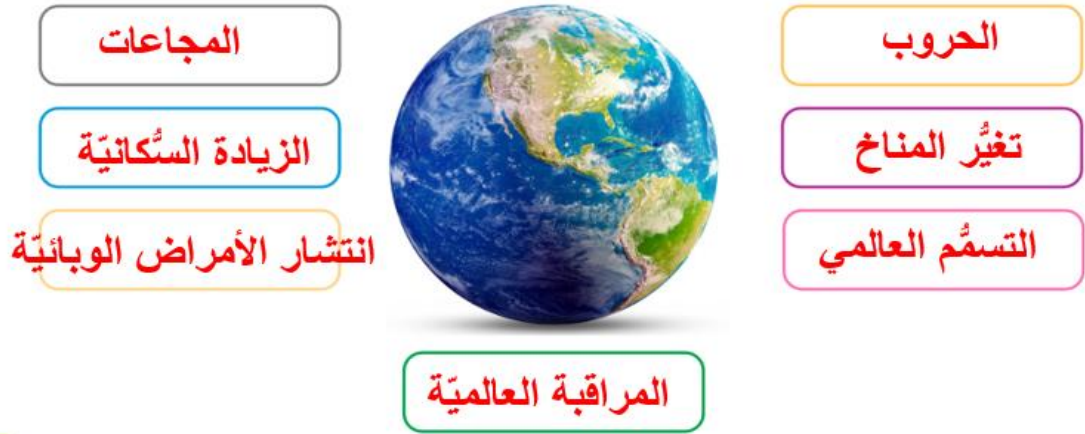 الحروب
المجاعات
تغيُّر المناخ
الزيادة السُّكانيّة
التسمُّم العالمي
انتشار الأمراض الوبائيّة
المراقبة العالميّة